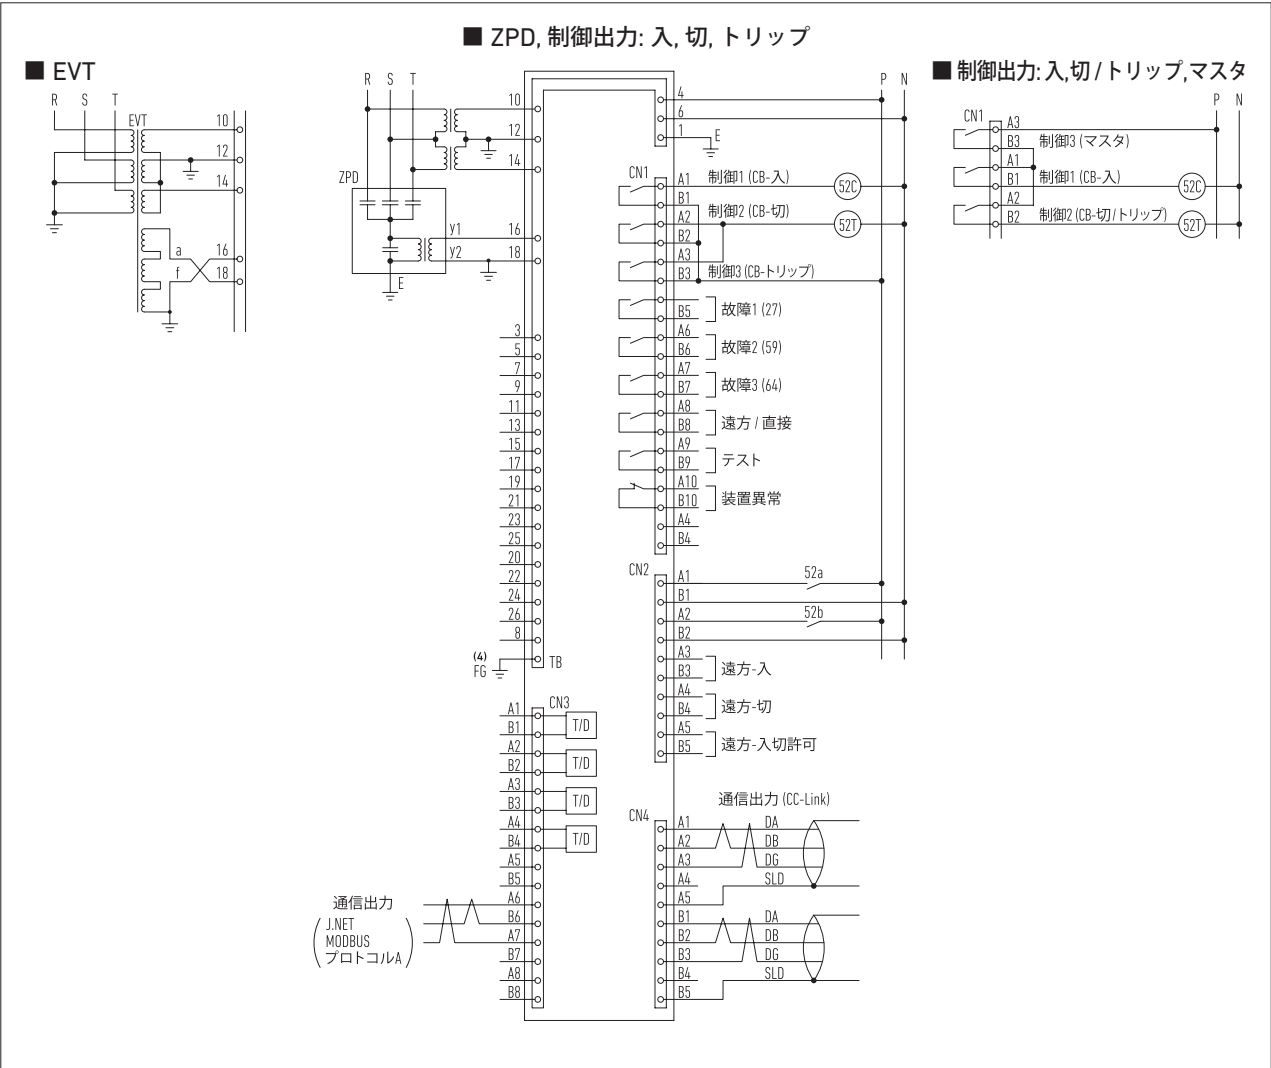 ■ ZPD, 制御出力: 入, 切, トリップ
■ EVT
R S T
EVT
10
12
14
a
f
16
18
R S T
ZPD
10
12
14
y1
y2
16
18
E
3
5
7
9
11
13
15
17
19
21
23
25
20
22
24
26
8
(4)
FG
TB
4
6
1
E
P N
CN1
A1 制御1 (CB-入) 52C
B1
A2 制御2 (CB-切) 52T
B2
A3
B3 制御3 (CB-トリップ)
B5 故障1 (27)
A6
B6 故障2 (59)
A7
B7 故障3 (64)
A8
B8 遠方 / 直接
A9
B9 テスト
A10
B10 装置異常
A4
B4
CN2
A1 52a
B1
A2 52b
B2
A3
B3 遠方-入
A4
B4 遠方-切
A5
B5 遠方-入切許可
CN3
A1
B1 T/D
A2
B2 T/D
A3
B3 T/D
A4
B4 T/D
A5
B5
A6
B6
A7
B7
A8
B8
通信出力
J.NET
MODBUS
プロトコルA
通信出力 (CC-Link)
CN4
A1 DA
A2 DB
A3 DG
A4 SLD
A5
B1 DA
B2 DB
B3 DG
B4 SLD
B5
■ 制御出力: 入,切 / トリップ,マスタ
P N
CN1
A3
B3 制御3 (マスタ)
A1
B1 制御1 (CB-入) 52C
A2
B2 制御2 (CB-切/トリップ) 52T